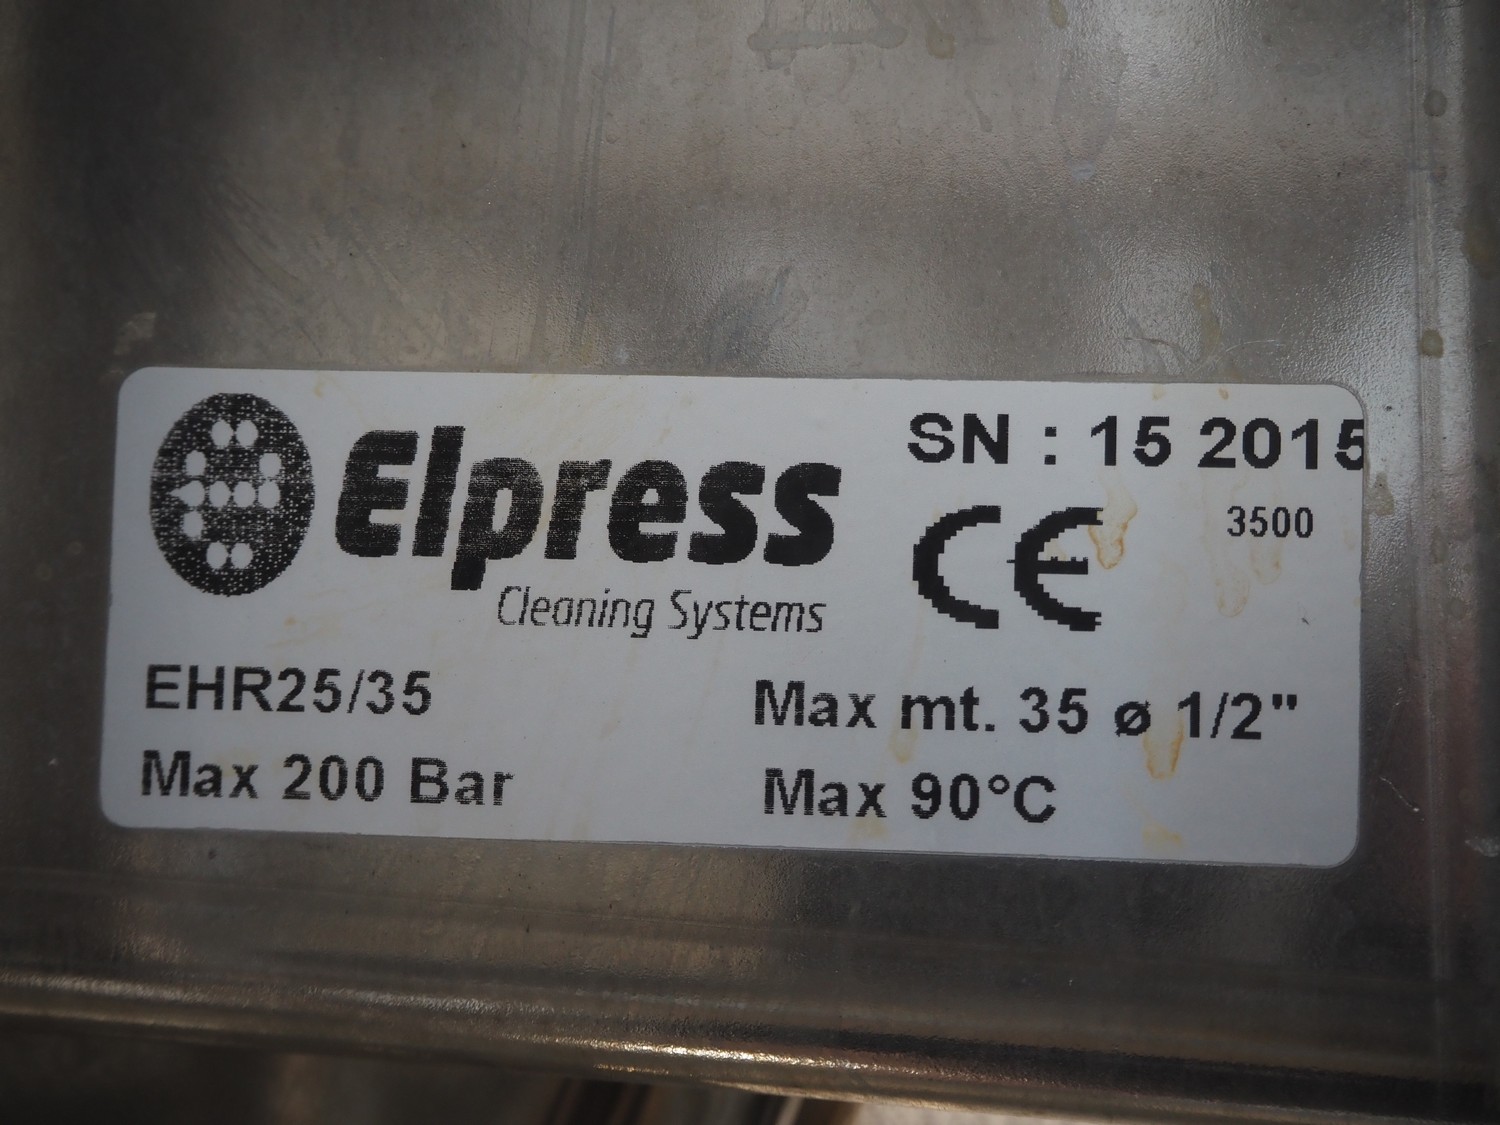 Elpress
Cleaning Systems
SN : 15 2015
CE
3500
EHR25/35
Max mt. 35 ø 1/2"
Max 200 Bar
Max 90°C